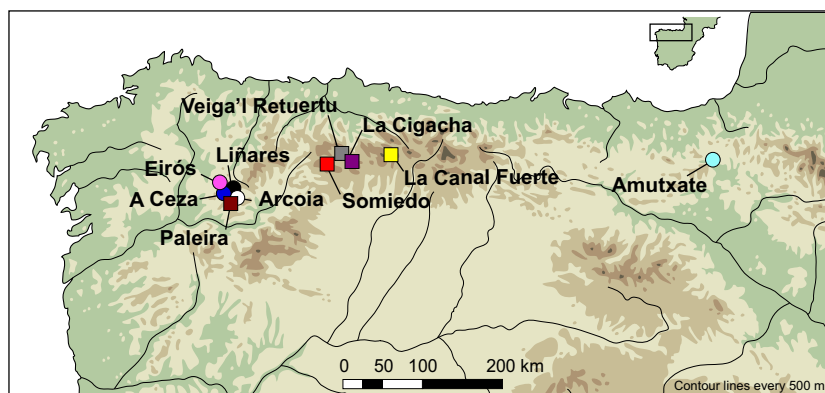 Veiga'l Retuertu
La Cigacha
Liñares
Eirós
La Canal Fuerte
Amutxate
A Ceza
Arcoia
Somiedo
Paleira
0 50 100 200 km
Contour lines every 500 m